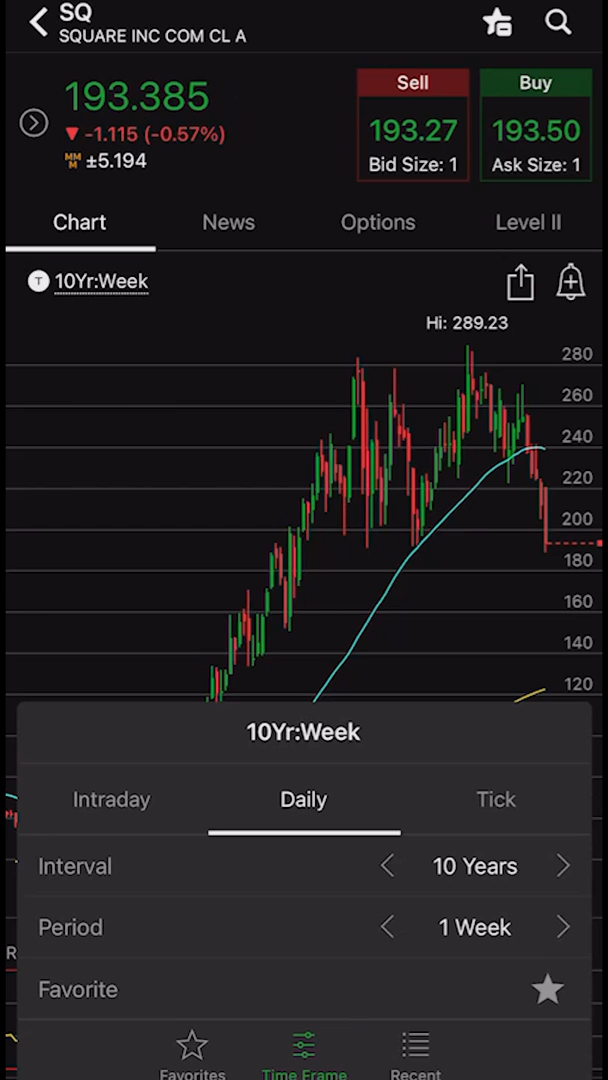 SQ
SQUARE INC COM CL A
193.385
-1.115 (-0.57%)
MM
M ±5.194
Sell
193.27
Bid Size: 1
Buy
193.50
Ask Size: 1
Chart News Options Level II
T 10Yr:Week
Hi: 289.23
280
260
240
220
200
180
160
140
120
10Yr:Week
Intraday Daily Tick
Interval 10 Years
Period 1 Week
R
Favorite
Favorites Time Frame Recent